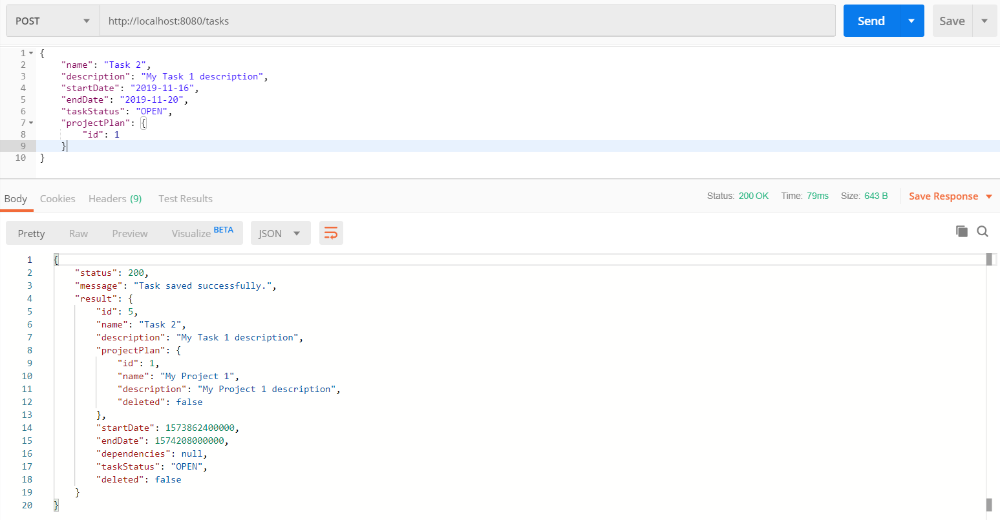 POST http://localhost:8080/tasks Send Save
1 {
2 "name": "Task 2",
3 "description": "My Task 1 description",
4 "startDate": "2019-11-16",
5 "endDate": "2019-11-20",
6 "taskStatus": "OPEN",
7 "projectPlan": {
8 "id": 1
9 }
10 }
Body Cookies Headers (9) Test Results Status: 200 OK Time: 79ms Size: 643 B Save Response
Pretty Raw Preview Visualize BETA JSON
1 {
2 "status": 200,
3 "message": "Task saved successfully.",
4 "result": {
5 "id": 5,
6 "name": "Task 2",
7 "description": "My Task 1 description",
8 "projectPlan": {
9 "id": 1,
10 "name": "My Project 1",
11 "description": "My Project 1 description",
12 "deleted": false
13 },
14 "startDate": 1573862400000,
15 "endDate": 1574208000000,
16 "dependencies": null,
17 "taskStatus": "OPEN",
18 "deleted": false
19 }
20 }